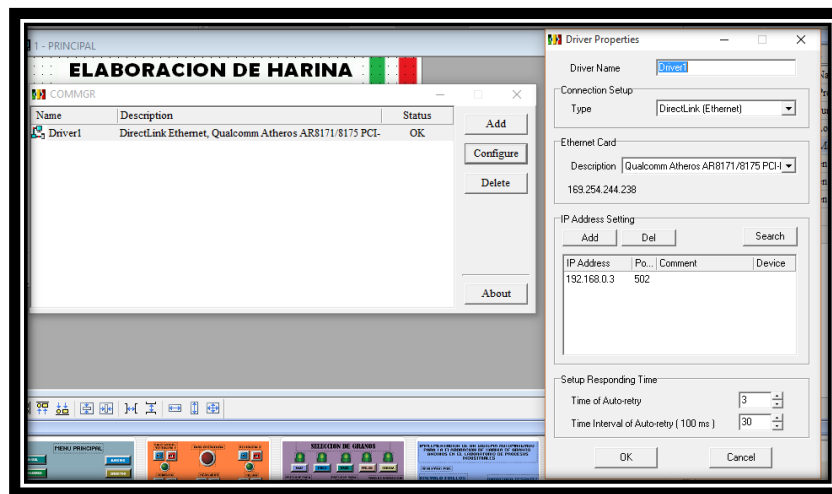 1 - PRINCIPAL
ELABORACION DE HARINA
COMMGR
Name Description Status
Driver1 DirectLink Ethernet, Qualcomm Atheros AR8171/8175 PCI- OK
Add
Configure
Delete
About
Driver Properties
Driver Name Driver1
Connection Setup
Type DirectLink (Ethernet)
Ethernet Card
Description Qualcomm Atheros AR8171/8175 PCI-I
169.254.244.238
IP Address Setting
Add Del Search
IP Address Po... Comment Device
192.168.0.3 502
Setup Responding Time
Time of Auto-retry 3
Time Interval of Auto-retry ( 100 ms ) 30
OK Cancel
MENU PRINCIPAL
SELECCION DE GRANOS